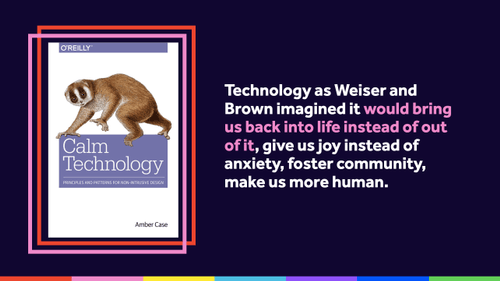 O'REILLY®
Calm
Technology
PRINCIPLES AND PATTERNS FOR NON-INTRUSIVE DESIGN
Amber Case
Technology as Weiser and
Brown imagined it would bring
us back into life instead of out
of it, give us joy instead of
anxiety, foster community,
make us more human.